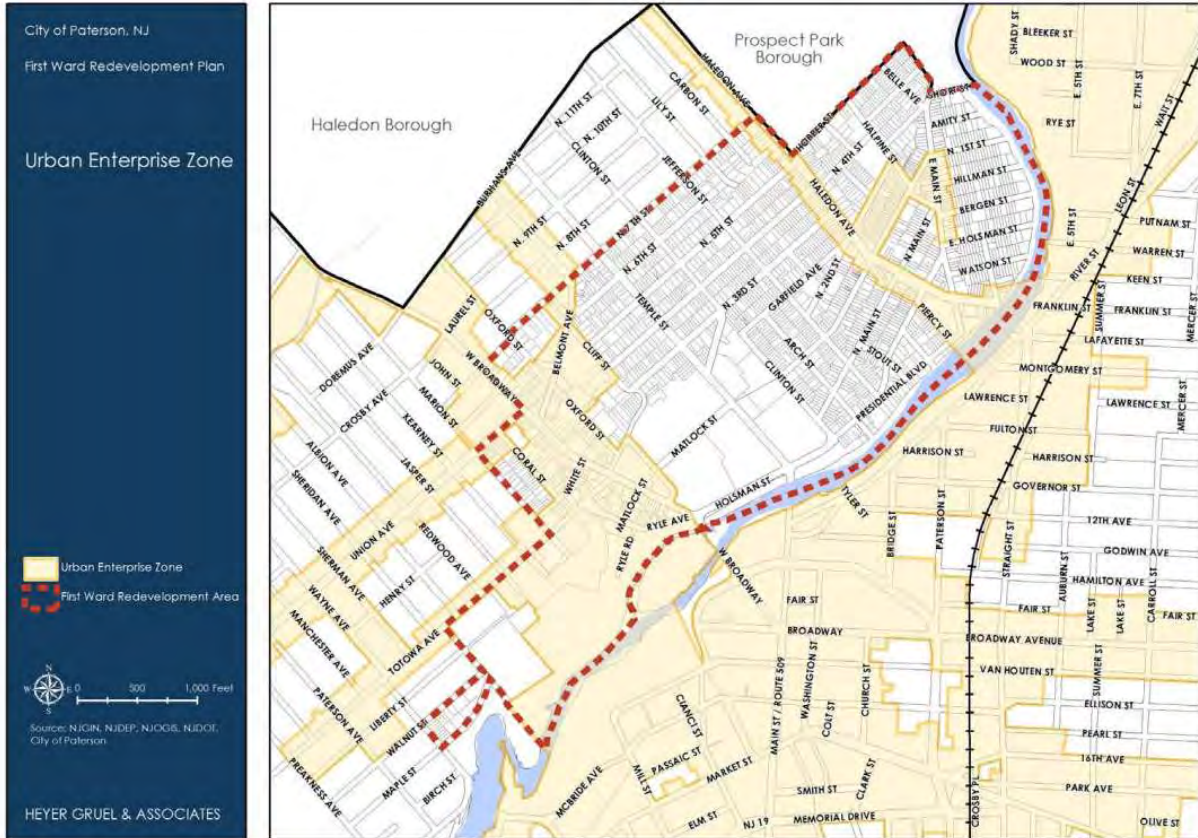 City of Paterson, NJ
First Ward Redevelopment Plan
Urban Enterprise Zone
Urban Enterprise Zone
First Ward Redevelopment Area
N
W E
S
0 500 1,000 Feet
Source: NJGIN, NJDEP, NJOGIS, NJDOT,
City of Paterson
HEYER GRUEL & ASSOCIATES
Haledon Borough
Prospect Park
Borough
SHADY ST
BLEEKER ST
WOOD ST
E. 5TH ST
E. 7TH ST
WAIT ST
RYE ST
HALEDON AVE
CARBON ST
LILY ST
N. 11TH ST
N. 10TH ST
CLINTON ST
JEFFERSON ST
BURHANS AVE
N. 9TH ST
N. 8TH ST
N. 7TH ST
N. 6TH ST
N. 5TH ST
HOPPER ST
BELLE AVE
SHORT ST
AMITY ST
N. 4TH ST
HALPINE ST
N. 1ST ST
E MAIN ST
HILLMAN ST
BERGEN ST
HALEDON AVE
N MAIN ST
E. HOLSMAN ST
WATSON ST
LEON ST
E. 5TH ST
PUTNAM ST
WARREN ST
RIVER ST
KEEN ST
SUMMER ST
FRANKLIN ST
FRANKLIN ST
MERCER ST
LAFAYETTE ST
MONTGOMERY ST
LAWRENCE ST
LAWRENCE ST
MERCER ST
FULTON ST
HARRISON ST
HARRISON ST
GOVERNOR ST
12TH AVE
GODWIN AVE
HAMILTON AVE
FAIR ST
FAIR ST
TEMPLE ST
N. 3RD ST
GARFIELD AVE
N. 2ND ST
N. MAIN ST
ARCH ST
STOUT ST
PIERCY ST
CLINTON ST
PRESIDENTIAL BLVD
LAUREL ST
OXFORD ST
BELMONT AVE
CLIFF ST
W BROADWAY
JOHN ST
MARION ST
KEARNEY ST
JASPER ST
DOREMUS AVE
CROSBY AVE
ALBION AVE
SHERIDAN AVE
OXFORD ST
CORAL ST
WHITE ST
MATLOCK ST
MATLOCK ST
HOLSMAN ST
RYLE AVE
RYLE RD
UNION AVE
REDWOOD AVE
SHERMAN AVE
WAYNE AVE
HENRY ST
MANCHESTER AVE
TOTOWA AVE
PATERSON AVE
LIBERTY ST
WALNUT ST
PREAKNESS AVE
MAPLE ST
BIRCH ST
TYLER ST
BRIDGE ST
PATERSON ST
STRAIGHT ST
AUBURN ST
LAKE ST
LAKE ST
CARROLL ST
W BROADWAY
FAIR ST
BROADWAY
BROADWAY AVENUE
MAIN ST / ROUTE 509
WASHINGTON ST
COLT ST
CHURCH ST
VAN HOUTEN ST
SUMMER ST
ELLISON ST
PEARL ST
16TH AVE
PARK AVE
CIANCI ST
PASSAIC ST
MILL ST
MARKET ST
MCBRIDE AVE
CLARK ST
SMITH ST
CROSBY PL
ELM ST
NJ 19
MEMORIAL DRIVE
OLIVE ST